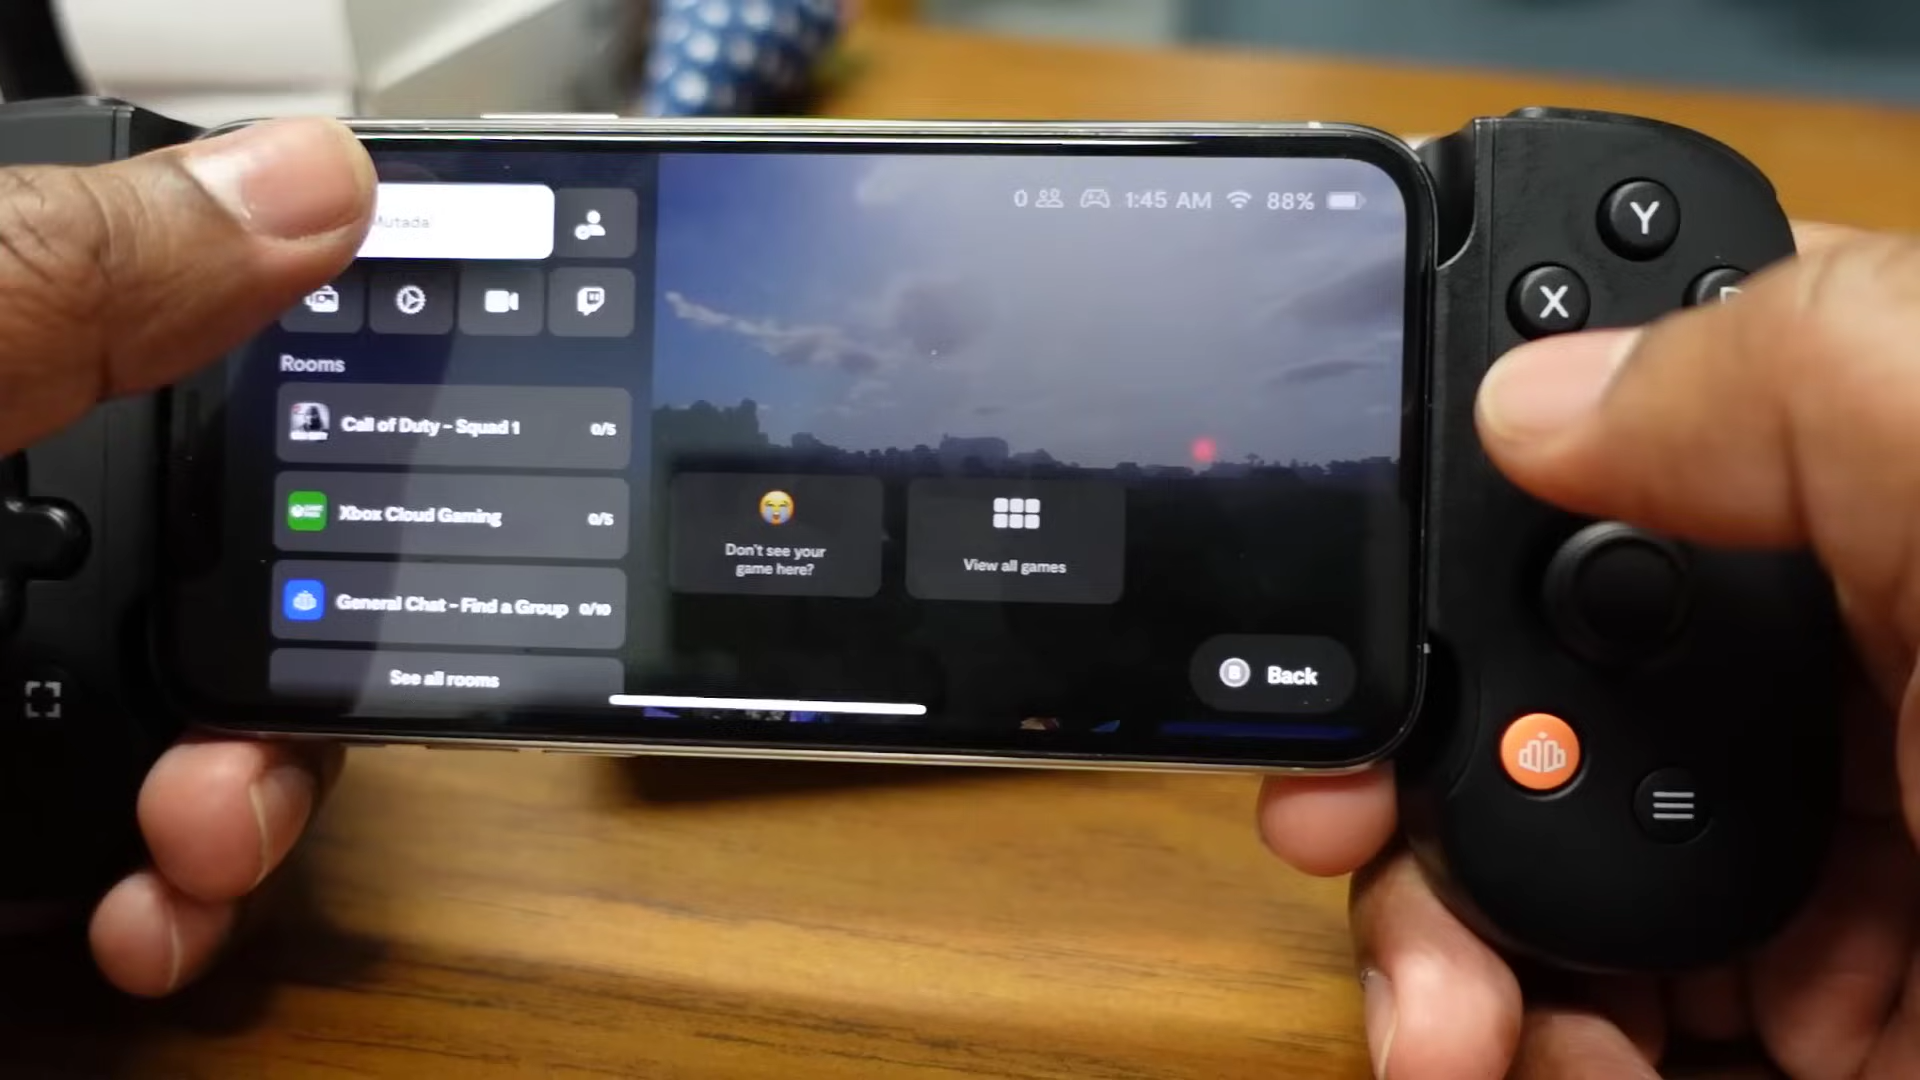 Mutada
0
1:45 AM
88%
Rooms
Call of Duty - Squad 1
0/5
Xbox Cloud Gaming
0/5
General Chat - Find a Group
0/10
See all rooms
Don't see your
game here?
View all games
B
Back
Y
X